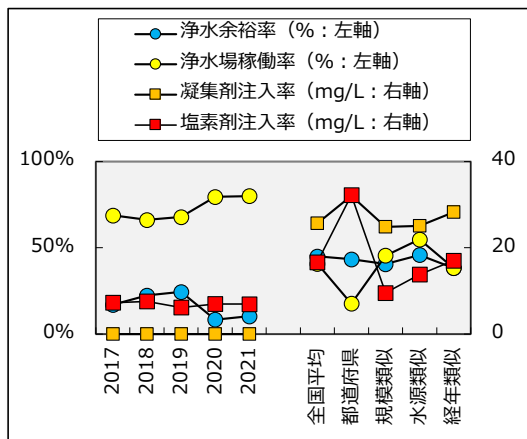 浄水余裕率（%：左軸）
浄水場稼働率（%：左軸）
凝集剤注入率（mg/L：右軸）
塩素剤注入率（mg/L：右軸）
100%
40
50%
20
0%
0
2017
2018
2019
2020
2021
全国平均
都道府県
規模類似
水源類似
経年類似